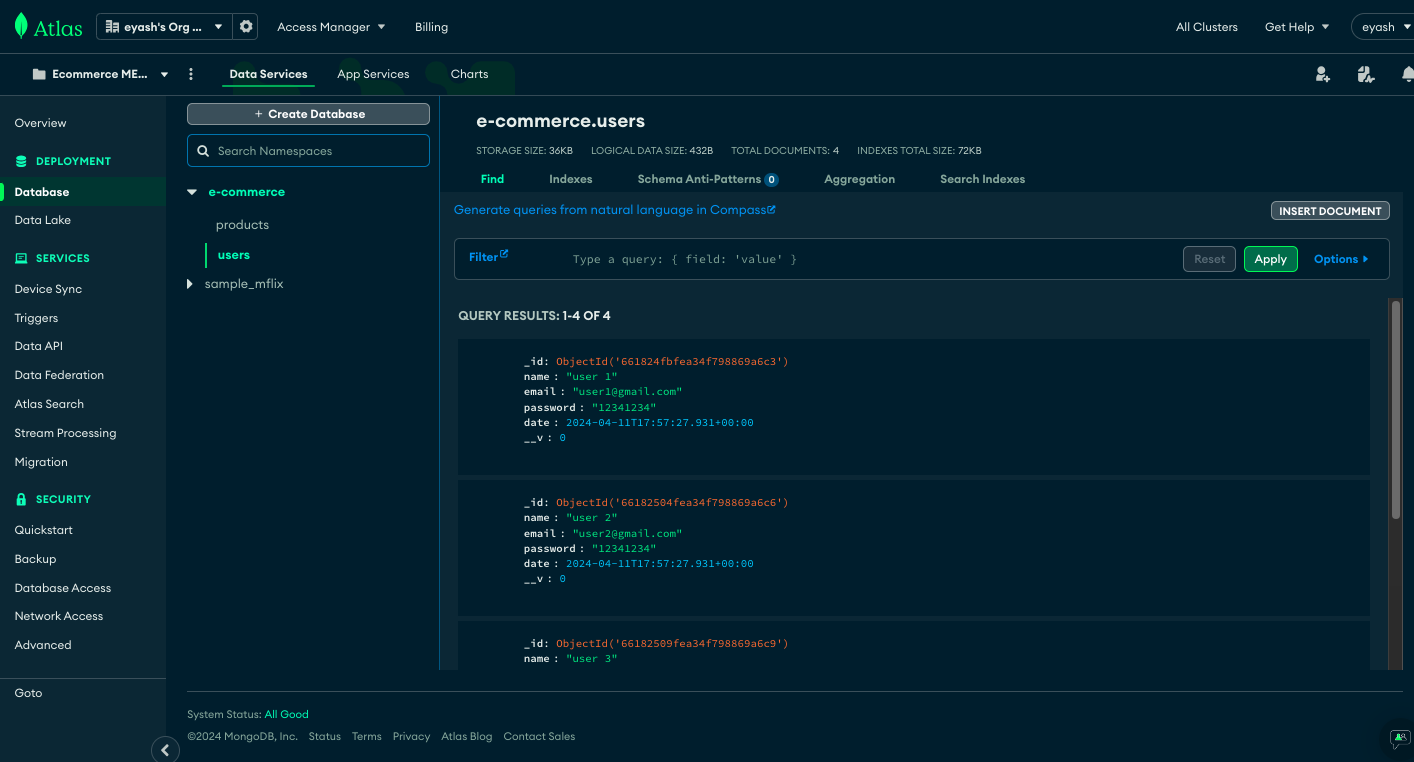 Atlas
eyash's Org ...
Access Manager
Billing
All Clusters
Get Help
eyash
Ecommerce ME...
Data Services
App Services
Charts
Overview
DEPLOYMENT
Database
Data Lake
SERVICES
Device Sync
Triggers
Data API
Data Federation
Atlas Search
Stream Processing
Migration
SECURITY
Quickstart
Backup
Database Access
Network Access
Advanced
Goto
+ Create Database
Search Namespaces
e-commerce
products
users
sample_mflix
e-commerce.users
STORAGE SIZE: 36KB LOGICAL DATA SIZE: 432B TOTAL DOCUMENTS: 4 INDEXES TOTAL SIZE: 72KB
Find Indexes Schema Anti-Patterns 0 Aggregation Search Indexes
Generate queries from natural language in Compass
INSERT DOCUMENT
Filter Type a query: { field: 'value' } Reset Apply Options
QUERY RESULTS: 1-4 OF 4
_id: ObjectId('661824fbfea34f798869a6c3')
name : "user 1"
email : "user1@gmail.com"
password : "12341234"
date : 2024-04-11T17:57:27.931+00:00
__v : 0
_id: ObjectId('66182504fea34f798869a6c6')
name : "user 2"
email : "user2@gmail.com"
password : "12341234"
date : 2024-04-11T17:57:27.931+00:00
__v : 0
_id: ObjectId('66182509fea34f798869a6c9')
name : "user 3"
System Status: All Good
©2024 MongoDB, Inc. Status Terms Privacy Atlas Blog Contact Sales